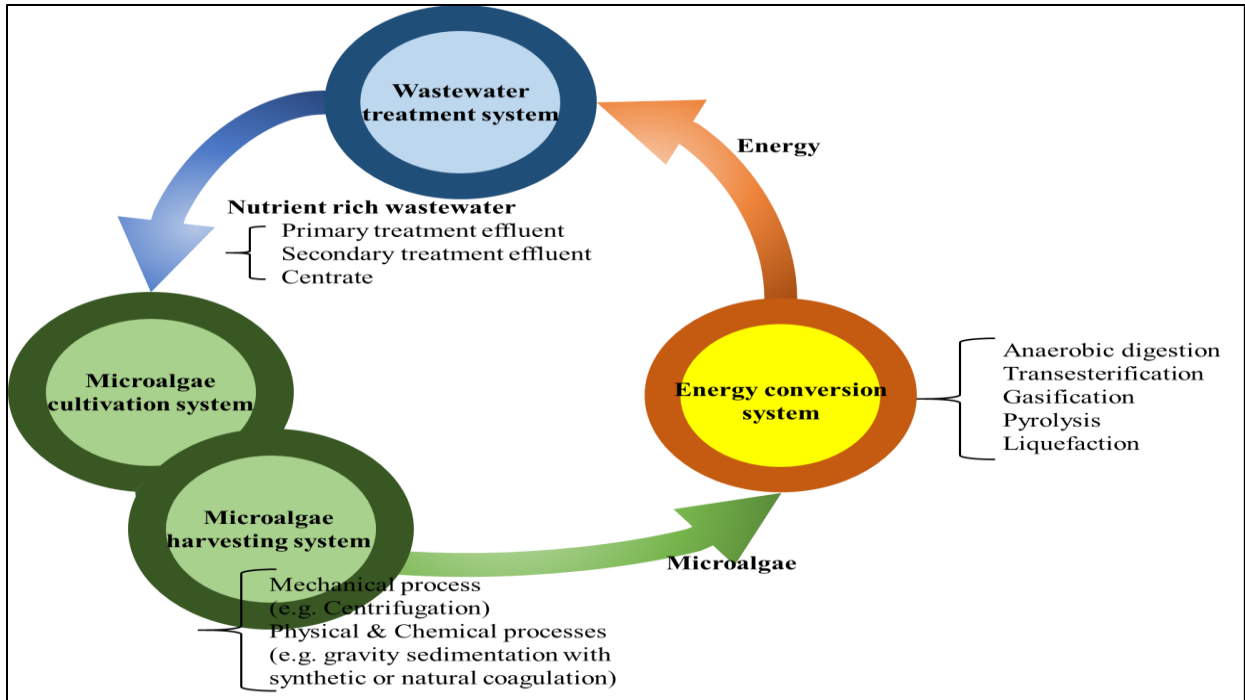 Wastewater
treatment system
Energy
Nutrient rich wastewater
Primary treatment effluent
Secondary treatment effluent
Centrate
Microalgae
cultivation system
Energy conversion
system
Anaerobic digestion
Transesterification
Gasification
Pyrolysis
Liquefaction
Microalgae
harvesting system
Microalgae
Mechanical process
(e.g. Centrifugation)
Physical & Chemical processes
(e.g. gravity sedimentation with
synthetic or natural coagulation)